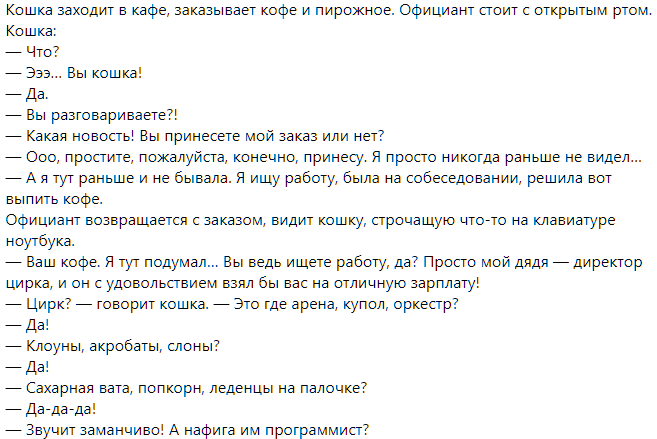 Кошка заходит в кафе, заказывает кофе и пирожное. Официант стоит с открытым ртом.
Кошка:
— Что?
— Эээ... Вы кошка!
— Да.
— Вы разговариваете?!
— Какая новость! Вы принесете мой заказ или нет?
— Ооо, простите, пожалуйста, конечно, принесу. Я просто никогда раньше не видел...
— А я тут раньше и не бывала. Я ищу работу, была на собеседовании, решила вот
выпить кофе.
Официант возвращается с заказом, видит кошку, строчащую что-то на клавиатуре
ноутбука.
— Ваш кофе. Я тут подумал... Вы ведь ищете работу, да? Просто мой дядя — директор
цирка, и он с удовольствием взял бы вас на отличную зарплату!
— Цирк? — говорит кошка. — Это где арена, купол, оркестр?
— Да!
— Клоуны, акробаты, слоны?
— Да!
— Сахарная вата, попкорн, леденцы на палочке?
— Да-да-да!
— Звучит заманчиво! А нафига им программист?